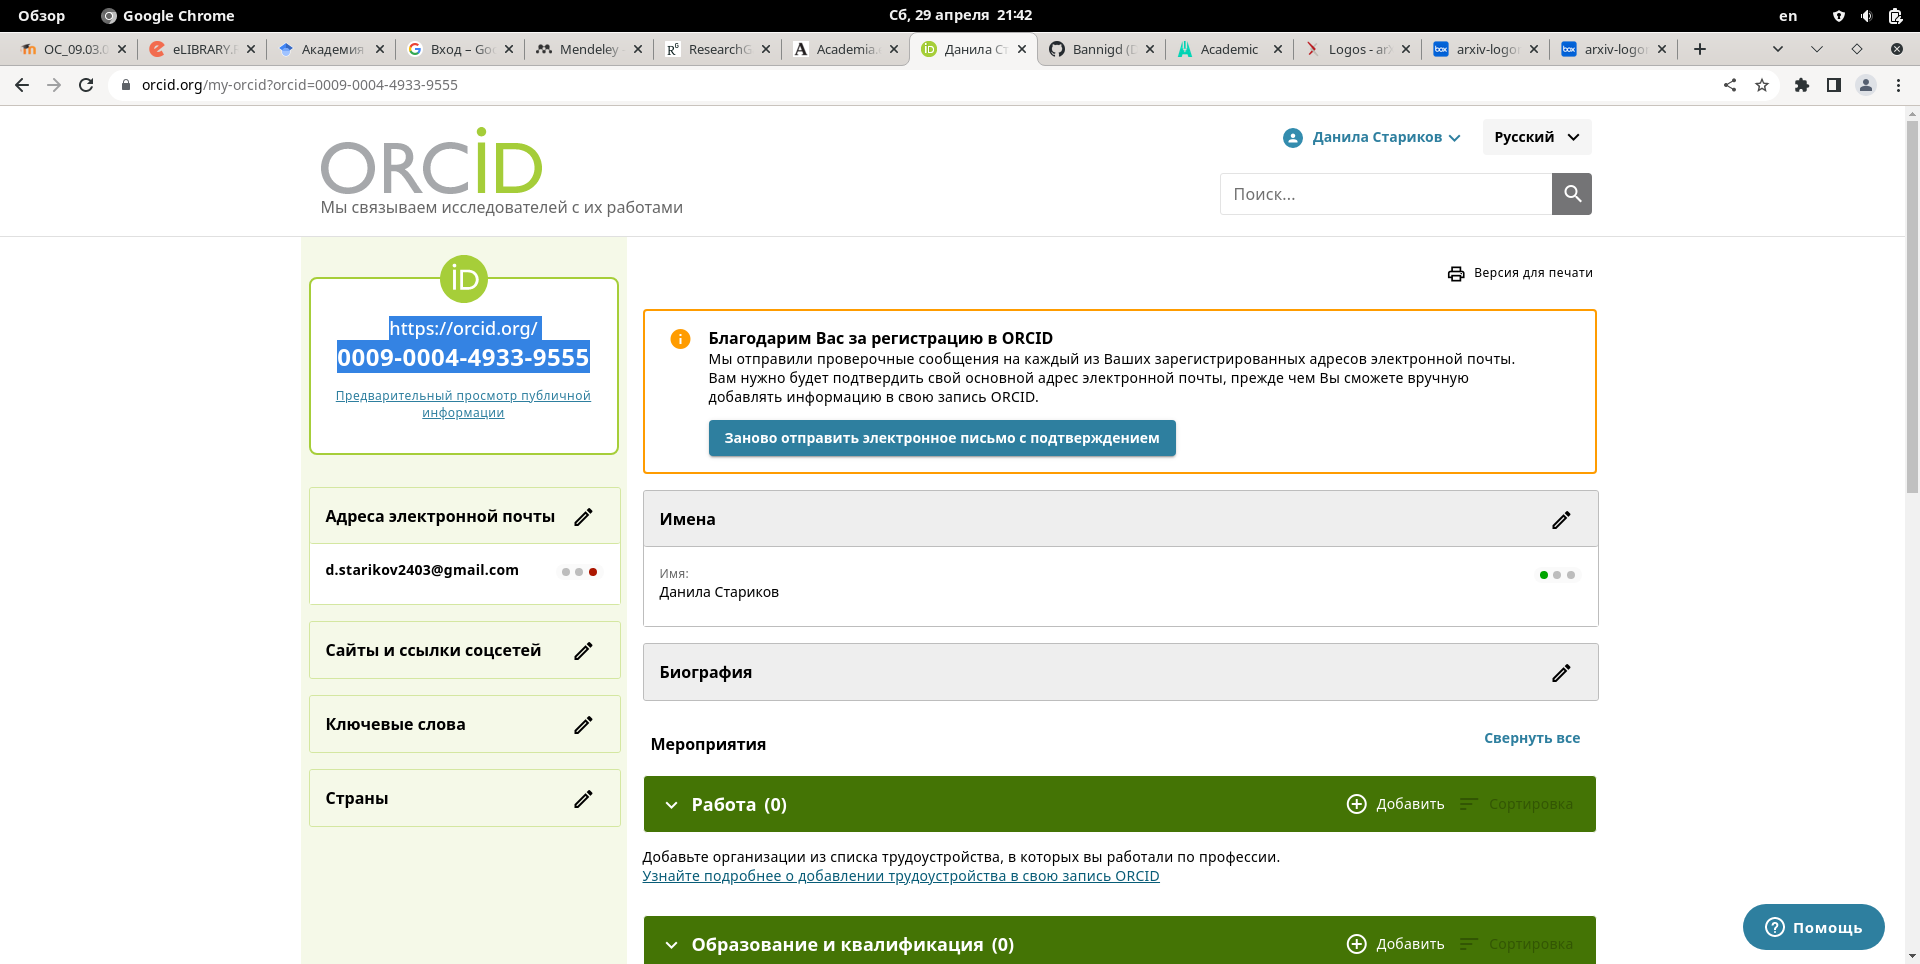 Обзор Google Chrome Сб, 29 апреля 21:42 en
OC_09.03.0 eLIBRARY.R Академия Вход – Goo Mendeley - ResearchG Academia. Данила Ст Bannigd (D Academic Logos - arX arxiv-logo arxiv-logo
orcid.org/my-orcid?orcid=0009-0004-4933-9555
ORCID
Мы связываем исследователей с их работами
Данила Стариков Русский
Поиск...
Версия для печати
iD
https://orcid.org/
0009-0004-4933-9555
Предварительный просмотр публичной
информации
Благодарим Вас за регистрацию в ORCID
Мы отправили проверочные сообщения на каждый из Ваших зарегистрированных адресов электронной почты.
Вам нужно будет подтвердить свой основной адрес электронной почты, прежде чем Вы сможете вручную
добавлять информацию в свою запись ORCID.
Заново отправить электронное письмо с подтверждением
Адреса электронной почты
d.starikov2403@gmail.com
Сайты и ссылки соцсетей
Ключевые слова
Страны
Имена
Имя:
Данила Стариков
Биография
Мероприятия Свернуть все
Работа (0) Добавить Сортировка
Добавьте организации из списка трудоустройства, в которых вы работали по профессии.
Узнайте подробнее о добавлении трудоустройства в свою запись ORCID
Образование и квалификация (0) Добавить Сортировка
Помощь